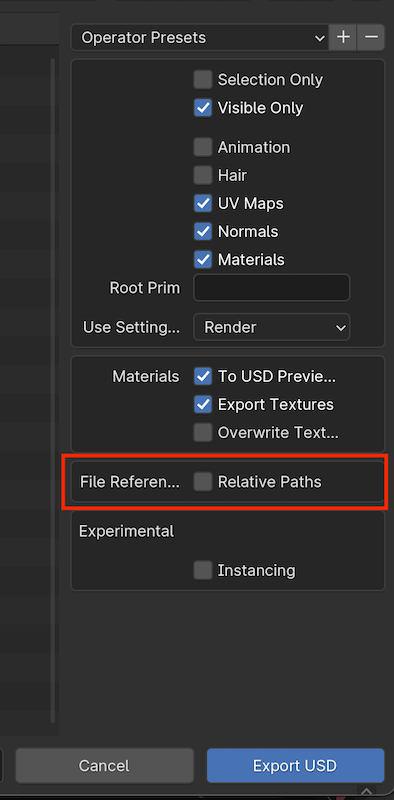 Operator Presets
Selection Only
Visible Only
Animation
Hair
UV Maps
Normals
Materials
Root Prim
Use Setting... Render
Materials To USD Previe...
Export Textures
Overwrite Text...
File Referen... Relative Paths
Experimental
Instancing
Cancel Export USD